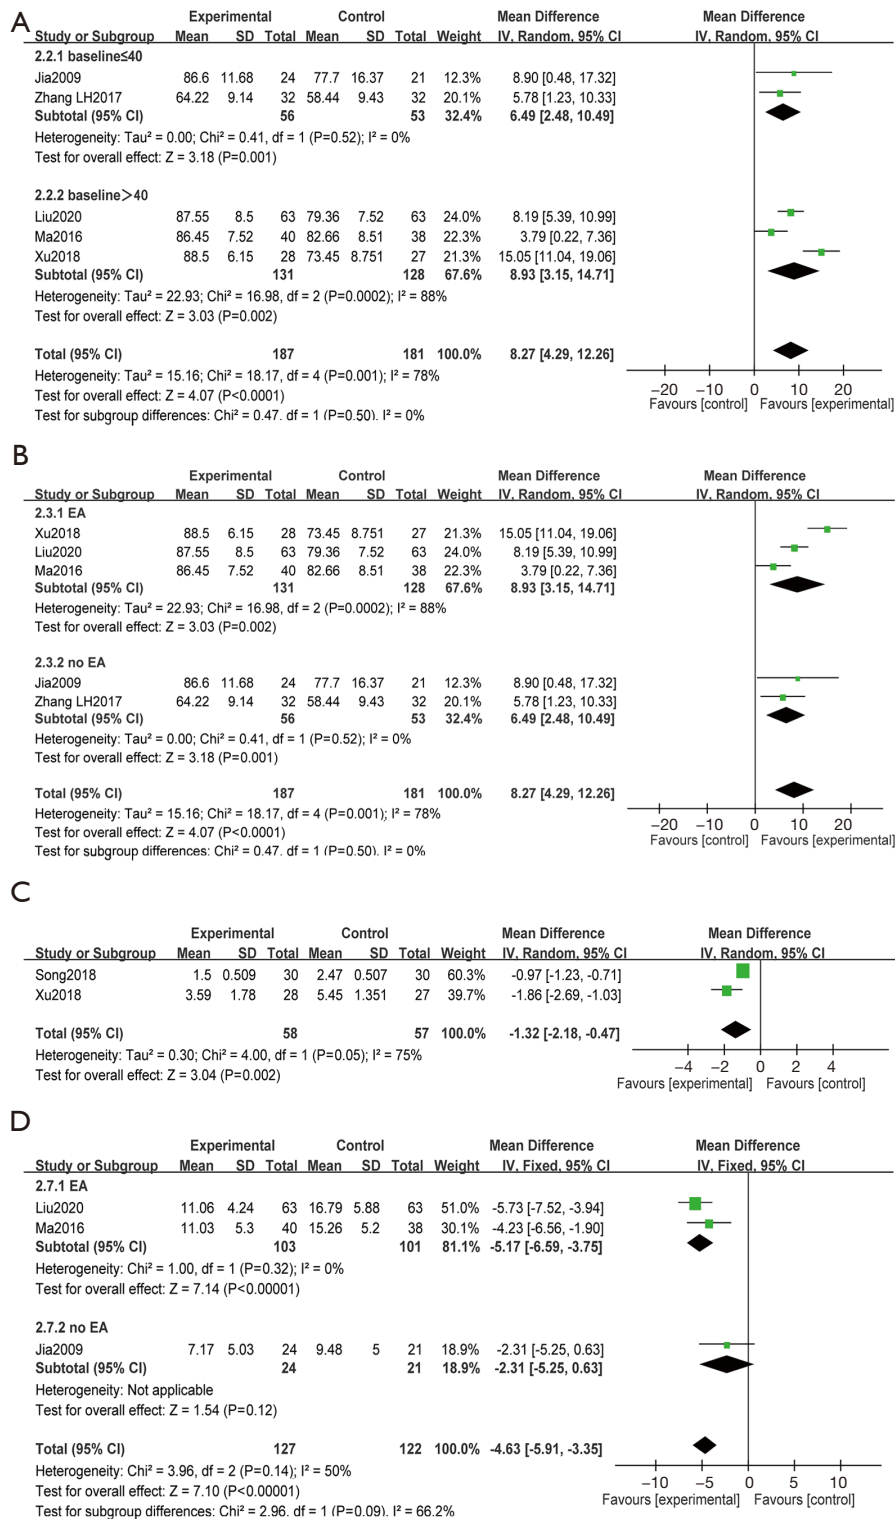 A
Experimental Control Mean Difference Mean Difference
Study or Subgroup Mean SD Total Mean SD Total Weight IV, Random, 95% CI IV, Random, 95% CI
2.2.1 baseline≤40
Jia2009 86.6 11.68 24 77.7 16.37 21 12.3% 8.90 [0.48, 17.32]
Zhang LH2017 64.22 9.14 32 58.44 9.43 32 20.1% 5.78 [1.23, 10.33]
Subtotal (95% CI) 56 53 32.4% 6.49 [2.48, 10.49]
Heterogeneity: Tau² = 0.00; Chi² = 0.41, df = 1 (P=0.52); I² = 0%
Test for overall effect: Z = 3.18 (P=0.001)
2.2.2 baseline＞40
Liu2020 87.55 8.5 63 79.36 7.52 63 24.0% 8.19 [5.39, 10.99]
Ma2016 86.45 7.52 40 82.66 8.51 38 22.3% 3.79 [0.22, 7.36]
Xu2018 88.5 6.15 28 73.45 8.751 27 21.3% 15.05 [11.04, 19.06]
Subtotal (95% CI) 131 128 67.6% 8.93 [3.15, 14.71]
Heterogeneity: Tau² = 22.93; Chi² = 16.98, df = 2 (P=0.0002); I² = 88%
Test for overall effect: Z = 3.03 (P=0.002)
Total (95% CI) 187 181 100.0% 8.27 [4.29, 12.26]
Heterogeneity: Tau² = 15.16; Chi² = 18.17, df = 4 (P=0.001); I² = 78%
Test for overall effect: Z = 4.07 (P<0.0001)
Test for subgroup differences: Chi² = 0.47, df = 1 (P=0.50), I² = 0%
−20 −10 0 10 20
Favours [control] Favours [experimental]
B
Experimental Control Mean Difference Mean Difference
Study or Subgroup Mean SD Total Mean SD Total Weight IV, Random, 95% CI IV, Random, 95% CI
2.3.1 EA
Xu2018 88.5 6.15 28 73.45 8.751 27 21.3% 15.05 [11.04, 19.06]
Liu2020 87.55 8.5 63 79.36 7.52 63 24.0% 8.19 [5.39, 10.99]
Ma2016 86.45 7.52 40 82.66 8.51 38 22.3% 3.79 [0.22, 7.36]
Subtotal (95% CI) 131 128 67.6% 8.93 [3.15, 14.71]
Heterogeneity: Tau² = 22.93; Chi² = 16.98, df = 2 (P=0.0002); I² = 88%
Test for overall effect: Z = 3.03 (P=0.002)
2.3.2 no EA
Jia2009 86.6 11.68 24 77.7 16.37 21 12.3% 8.90 [0.48, 17.32]
Zhang LH2017 64.22 9.14 32 58.44 9.43 32 20.1% 5.78 [1.23, 10.33]
Subtotal (95% CI) 56 53 32.4% 6.49 [2.48, 10.49]
Heterogeneity: Tau² = 0.00; Chi² = 0.41, df = 1 (P=0.52); I² = 0%
Test for overall effect: Z = 3.18 (P=0.001)
Total (95% CI) 187 181 100.0% 8.27 [4.29, 12.26]
Heterogeneity: Tau² = 15.16; Chi² = 18.17, df = 4 (P=0.001); I² = 78%
Test for overall effect: Z = 4.07 (P<0.0001)
Test for subgroup differences: Chi² = 0.47, df = 1 (P=0.50), I² = 0%
−20 −10 0 10 20
Favours [control] Favours [experimental]
C
Experimental Control Mean Difference Mean Difference
Study or Subgroup Mean SD Total Mean SD Total Weight IV, Random, 95% CI IV, Random, 95% CI
Song2018 1.5 0.509 30 2.47 0.507 30 60.3% -0.97 [-1.23, -0.71]
Xu2018 3.59 1.78 28 5.45 1.351 27 39.7% -1.86 [-2.69, -1.03]
Total (95% CI) 58 57 100.0% -1.32 [-2.18, -0.47]
Heterogeneity: Tau² = 0.30; Chi² = 4.00, df = 1 (P=0.05); I² = 75%
Test for overall effect: Z = 3.04 (P=0.002)
−4 −2 0 2 4
Favours [experimental] Favours [control]
D
Experimental Control Mean Difference Mean Difference
Study or Subgroup Mean SD Total Mean SD Total Weight IV, Fixed, 95% CI IV, Fixed, 95% CI
2.7.1 EA
Liu2020 11.06 4.24 63 16.79 5.88 63 51.0% -5.73 [-7.52, -3.94]
Ma2016 11.03 5.3 40 15.26 5.2 38 30.1% -4.23 [-6.56, -1.90]
Subtotal (95% CI) 103 101 81.1% -5.17 [-6.59, -3.75]
Heterogeneity: Chi² = 1.00, df = 1 (P=0.32); I² = 0%
Test for overall effect: Z = 7.14 (P<0.00001)
2.7.2 no EA
Jia2009 7.17 5.03 24 9.48 5 21 18.9% -2.31 [-5.25, 0.63]
Subtotal (95% CI) 24 21 18.9% -2.31 [-5.25, 0.63]
Heterogeneity: Not applicable
Test for overall effect: Z = 1.54 (P=0.12)
Total (95% CI) 127 122 100.0% -4.63 [-5.91, -3.35]
Heterogeneity: Chi² = 3.96, df = 2 (P=0.14); I² = 50%
Test for overall effect: Z = 7.10 (P<0.00001)
Test for subgroup differences: Chi² = 2.96, df = 1 (P=0.09), I² = 66.2%
−10 −5 0 5 10
Favours [experimental] Favours [control]